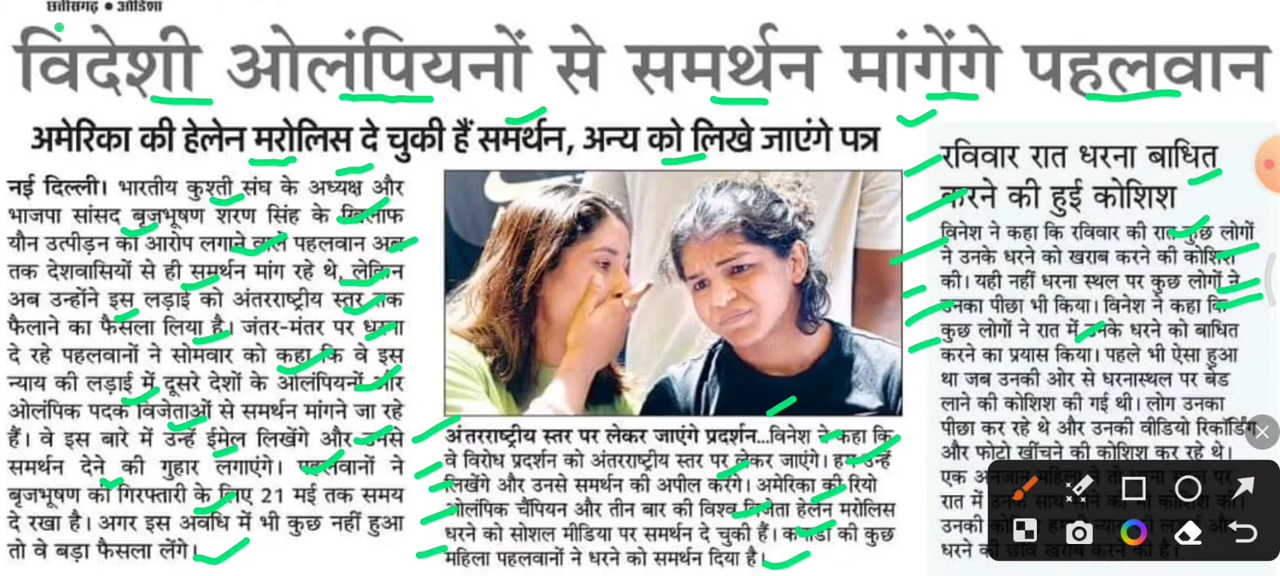 छत्तीसगढ़ • ओडिशा
विदेशी ओलंपियनों से समर्थन मांगेंगे पहलवान
अमेरिका की हेलेन मरोलिस दे चुकी हैं समर्थन, अन्य को लिखे जाएंगे पत्र
नई दिल्ली। भारतीय कुश्ती संघ के अध्यक्ष और
भाजपा सांसद बृजभूषण शरण सिंह के खिलाफ
यौन उत्पीड़न का आरोप लगाने वाले पहलवान अब
तक देशवासियों से ही समर्थन मांग रहे थे, लेकिन
अब उन्होंने इस लड़ाई को अंतरराष्ट्रीय स्तर तक
फैलाने का फैसला लिया है। जंतर-मंतर पर धरना
दे रहे पहलवानों ने सोमवार को कहा कि वे इस
न्याय की लड़ाई में दूसरे देशों के ओलंपियनों और
ओलंपिक पदक विजेताओं से समर्थन मांगने जा रहे
हैं। वे इस बारे में उन्हें ईमेल लिखेंगे और उनसे
समर्थन देने की गुहार लगाएंगे। पहलवानों ने
बृजभूषण की गिरफ्तारी के लिए 21 मई तक समय
दे रखा है। अगर इस अवधि में भी कुछ नहीं हुआ
तो वे बड़ा फैसला लेंगे।
अंतरराष्ट्रीय स्तर पर लेकर जाएंगे प्रदर्शन...विनेश ने कहा कि
वे विरोध प्रदर्शन को अंतरराष्ट्रीय स्तर पर लेकर जाएंगे। हम उन्हें
लिखेंगे और उनसे समर्थन की अपील करेंगे। अमेरिका की रियो
ओलंपिक चैंपियन और तीन बार की विश्व विजेता हेलेन मरोलिस
धरने को सोशल मीडिया पर समर्थन दे चुकी हैं। कनाडा की कुछ
महिला पहलवानों ने धरने को समर्थन दिया है।
रविवार रात धरना बाधित
करने की हुई कोशिश
विनेश ने कहा कि रविवार की रात कुछ लोगों
ने उनके धरने को खराब करने की कोशिश
की। यही नहीं धरना स्थल पर कुछ लोगों ने
उनका पीछा भी किया। विनेश ने कहा कि
कुछ लोगों ने रात में उनके धरने को बाधित
करने का प्रयास किया। पहले भी ऐसा हुआ
था जब उनकी ओर से धरनास्थल पर बेड
लाने की कोशिश की गई थी। लोग उनका
पीछा कर रहे थे और उनकी वीडियो रिकॉर्डिंग
और फोटो खींचने की कोशिश कर रहे थे।
एक
रात में
उनकी
धरने की छवि खराब करने की है।